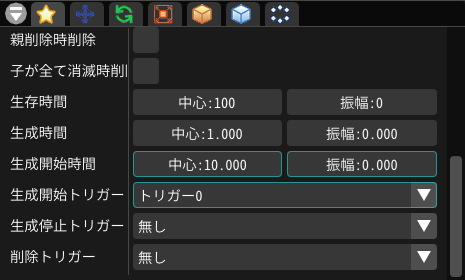 親削除時削除
子が全て消滅時削
生存時間 中心:100 振幅:0
生成時間 中心:1.000 振幅:0.000
生成開始時間 中心:10.000 振幅:0.000
生成開始トリガー トリガー0
生成停止トリガー 無し
削除トリガー 無し